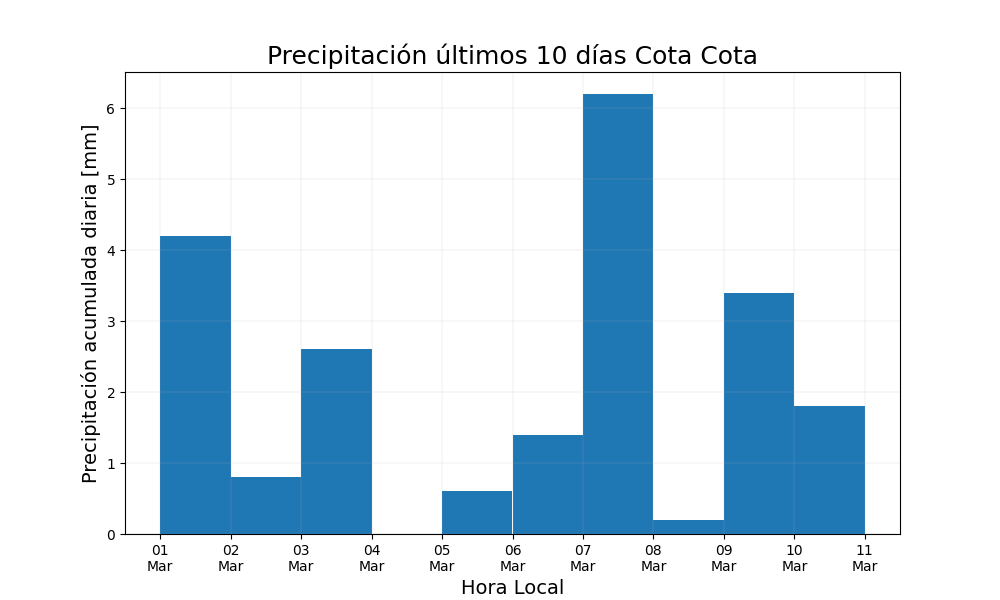 Precipitación últimos 10 días Cota Cota
Precipitación acumulada diaria [mm]
6
5
4
3
2
1
0
01 02 03 04 05 06 07 08 09 10 11
Mar Mar Mar Mar Mar Mar Mar Mar Mar Mar Mar
Hora Local